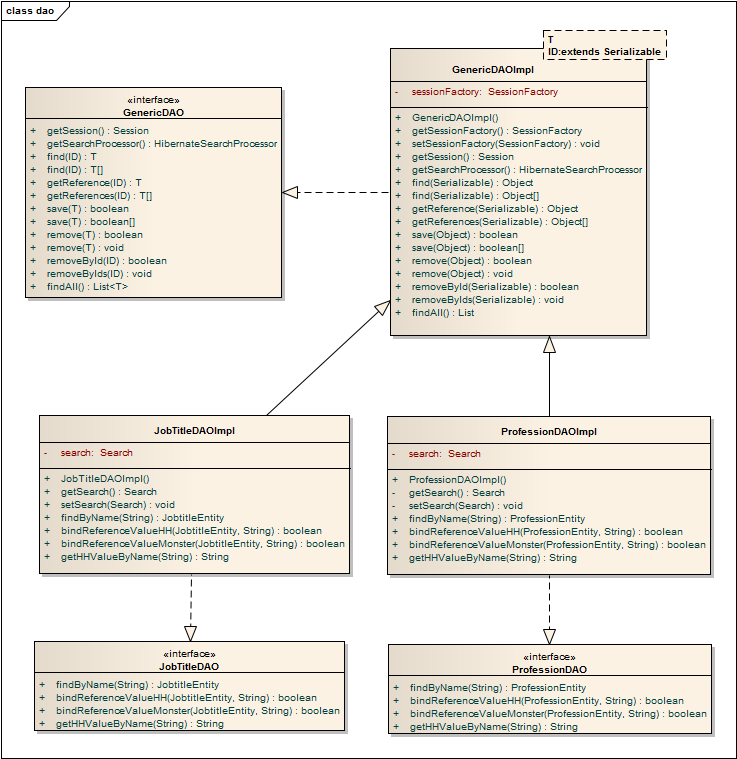 class dao
«interface»
GenericDAO
+ getSession() : Session
+ getSearchProcessor() : HibernateSearchProcessor
+ find(ID) : T
+ find(ID) : T[]
+ getReference(ID) : T
+ getReferences(ID) : T[]
+ save(T) : boolean
+ save(T) : boolean[]
+ remove(T) : boolean
+ remove(T) : void
+ removeById(ID) : boolean
+ removeByIds(ID) : void
+ findAll() : List<T>
T
ID:extends Serializable
GenericDAOImpl
- sessionFactory: SessionFactory
+ GenericDAOImpl()
+ getSessionFactory() : SessionFactory
+ setSessionFactory(SessionFactory) : void
+ getSession() : Session
+ getSearchProcessor() : HibernateSearchProcessor
+ find(Serializable) : Object
+ find(Serializable) : Object[]
+ getReference(Serializable) : Object
+ getReferences(Serializable) : Object[]
+ save(Object) : boolean
+ save(Object) : boolean[]
+ remove(Object) : boolean
+ remove(Object) : void
+ removeById(Serializable) : boolean
+ removeByIds(Serializable) : void
+ findAll() : List
JobTitleDAOImpl
- search: Search
+ JobTitleDAOImpl()
+ getSearch() : Search
+ setSearch(Search) : void
+ findByName(String) : JobtitleEntity
+ bindReferenceValueHH(JobtitleEntity, String) : boolean
+ bindReferenceValueMonster(JobtitleEntity, String) : boolean
+ getHHValueByName(String) : String
ProfessionDAOImpl
- search: Search
+ ProfessionDAOImpl()
- getSearch() : Search
- setSearch(Search) : void
+ findByName(String) : ProfessionEntity
+ bindReferenceValueHH(ProfessionEntity, String) : boolean
+ bindReferenceValueMonster(ProfessionEntity, String) : boolean
+ getHHValueByName(String) : String
«interface»
JobTitleDAO
+ findByName(String) : JobtitleEntity
+ bindReferenceValueHH(JobtitleEntity, String) : boolean
+ bindReferenceValueMonster(JobtitleEntity, String) : boolean
+ getHHValueByName(String) : String
«interface»
ProfessionDAO
+ findByName(String) : ProfessionEntity
+ bindReferenceValueHH(ProfessionEntity, String) : boolean
+ bindReferenceValueMonster(ProfessionEntity, String) : boolean
+ getHHValueByName(String) : String